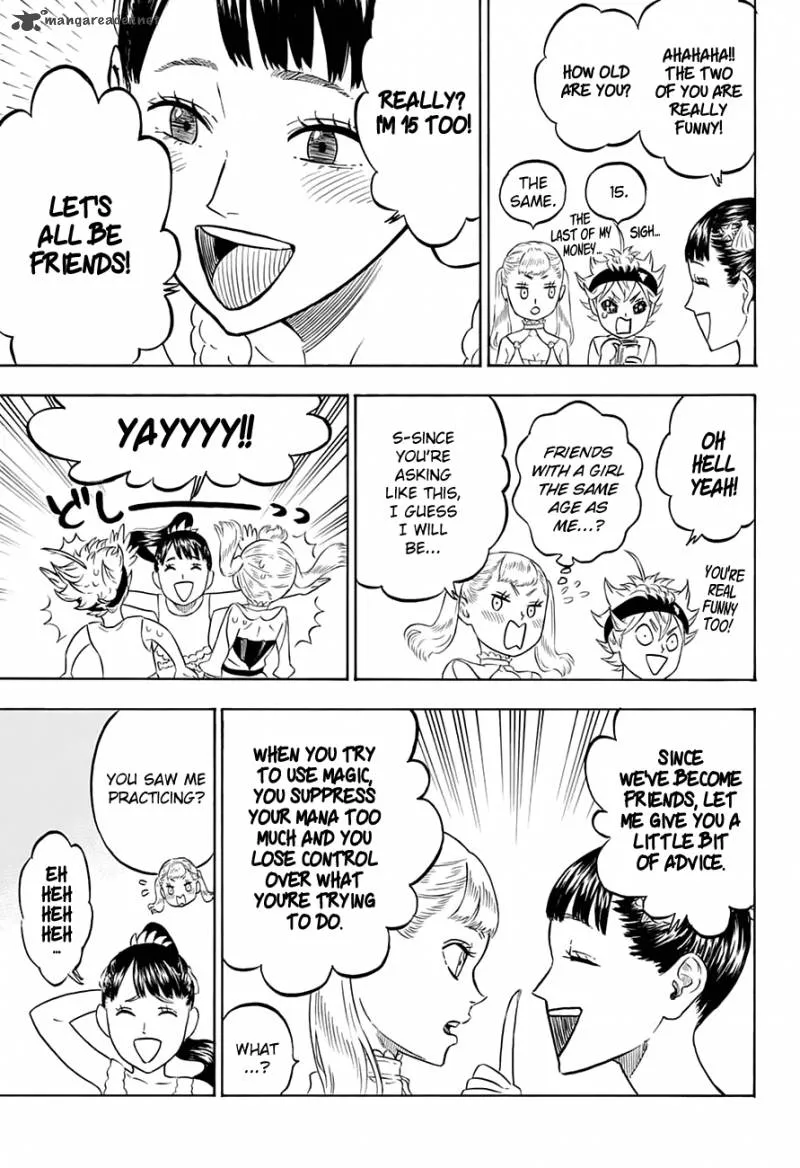 mangareader.net
AHAHAHA!!
THE TWO
OF YOU ARE
REALLY
FUNNY!
HOW OLD
ARE YOU?
15.
SIGH...
THE
LAST OF MY
MONEY...
THE
SAME.
REALLY?
I'M 15 TOO!
LET'S
ALL BE
FRIENDS!
OH
HELL
YEAH!
YOU'RE
REAL
FUNNY
TOO!
FRIENDS
WITH A GIRL
THE SAME
AGE AS
ME...?
S-SINCE
YOU'RE
ASKING
LIKE THIS,
I GUESS
I WILL
BE...
YAYYYY!!
どしーっ
SINCE
WE'VE BECOME
FRIENDS, LET
ME GIVE YOU A
LITTLE BIT
OF ADVICE.
WHEN YOU TRY
TO USE MAGIC,
YOU SUPPRESS
YOUR MANA TOO
MUCH AND YOU
LOSE CONTROL
OVER WHAT
YOU'RE TRYING
TO DO.
WHAT
...?
YOU SAW ME
PRACTICING?
EH
HEH
HEH
HEH
...